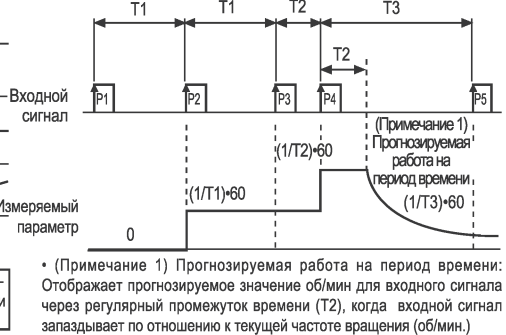 T1 T1 T2 T3
T2
Входной
сигнал
P1 P2 P3 P4 P5
(Примечание 1)
Прогнозируемая
работа на
период времени
(1/T2)•60
(1/T1)•60
(1/T3)•60
Измеряемый
параметр
0
• (Примечание 1) Прогнозируемая работа на период времени:
Отображает прогнозируемое значение об/мин для входного сигнала
через регулярный промежуток времени (T2), когда входной сигнал
запаздывает по отношению к текущей частоте вращения (об/мин.)
и